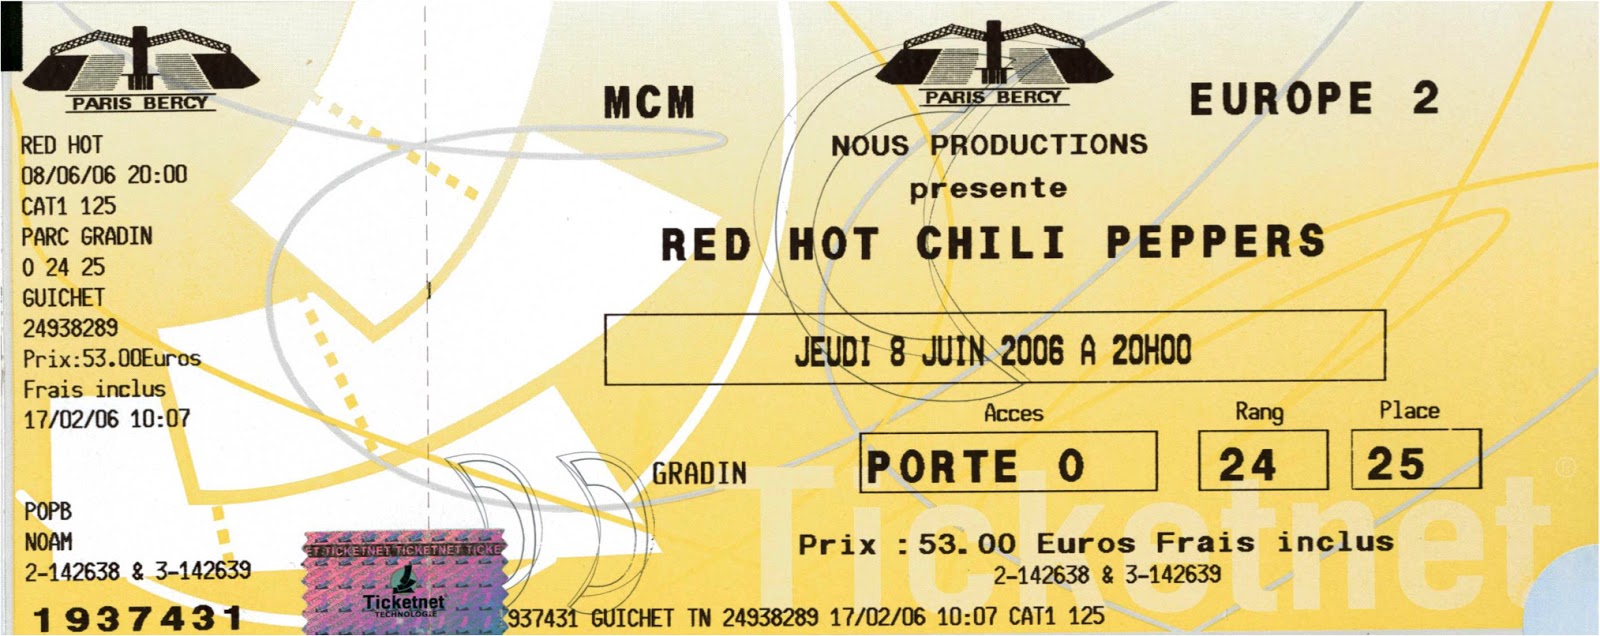 PARIS BERCY
RED HOT
08/06/06 20:00
CAT1 125
PARC GRADIN
O 24 25
GUICHET
24938289
Prix:53.00Euros
Frais inclus
17/02/06 10:07
POPB
NOAM
2-142638 & 3-142639
1937431
ET TICKETNET TICKETNET TICKE
Ticketnet
TECHNOLOGIE
MCM
PARIS BERCY
EUROPE 2
NOUS PRODUCTIONS
presente
RED HOT CHILI PEPPERS
JEUDI 8 JUIN 2006 A 20H00
Acces Rang Place
GRADIN PORTE O 24 25
Ticketnet ®
Prix : 53.00 Euros Frais inclus
2-142638 & 3-142639
937431 GUICHET TN 24938289 17/02/06 10:07 CAT1 125